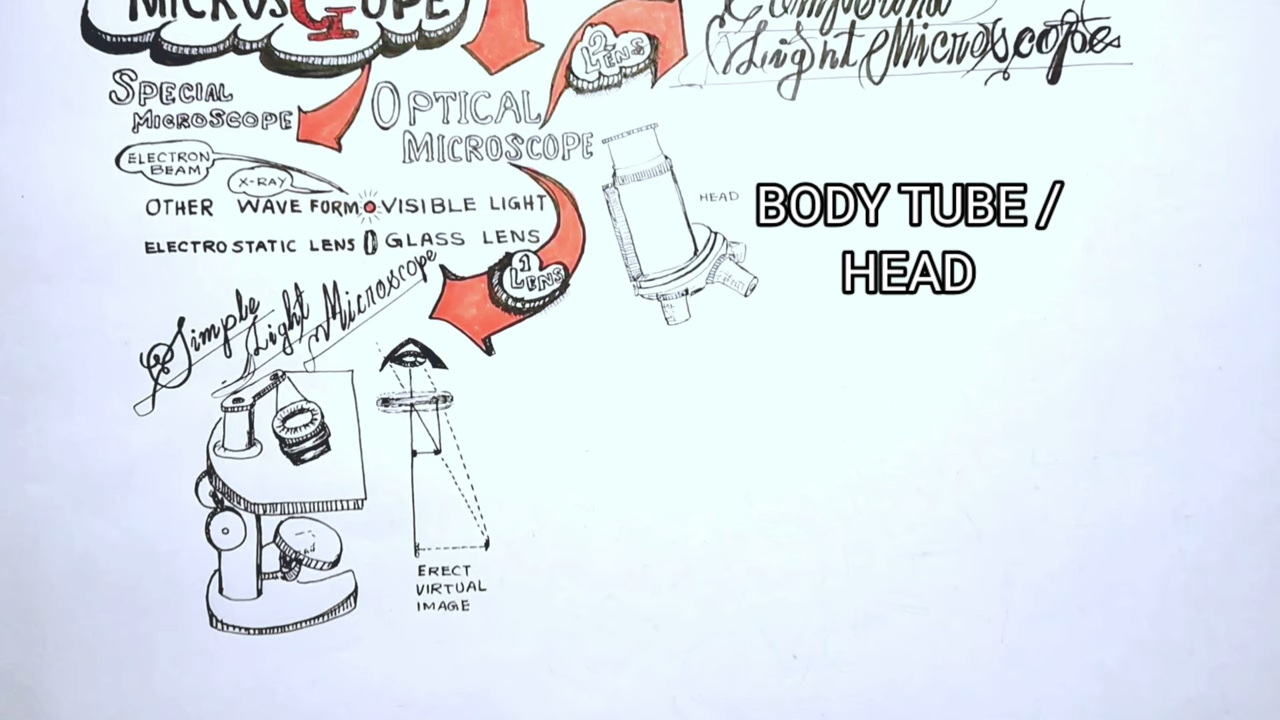 MICROSCOPE
2 LENS
Compound
Light Microscope
SPECIAL
MICROSCOPE
OPTICAL
MICROSCOPE
ELECTRON
BEAM
X-RAY
OTHER WAVE FORM VISIBLE LIGHT
ELECTROSTATIC LENS GLASS LENS
1
LENS
Simple
Light Microscope
HEAD
BODY TUBE /
HEAD
ERECT
VIRTUAL
IMAGE